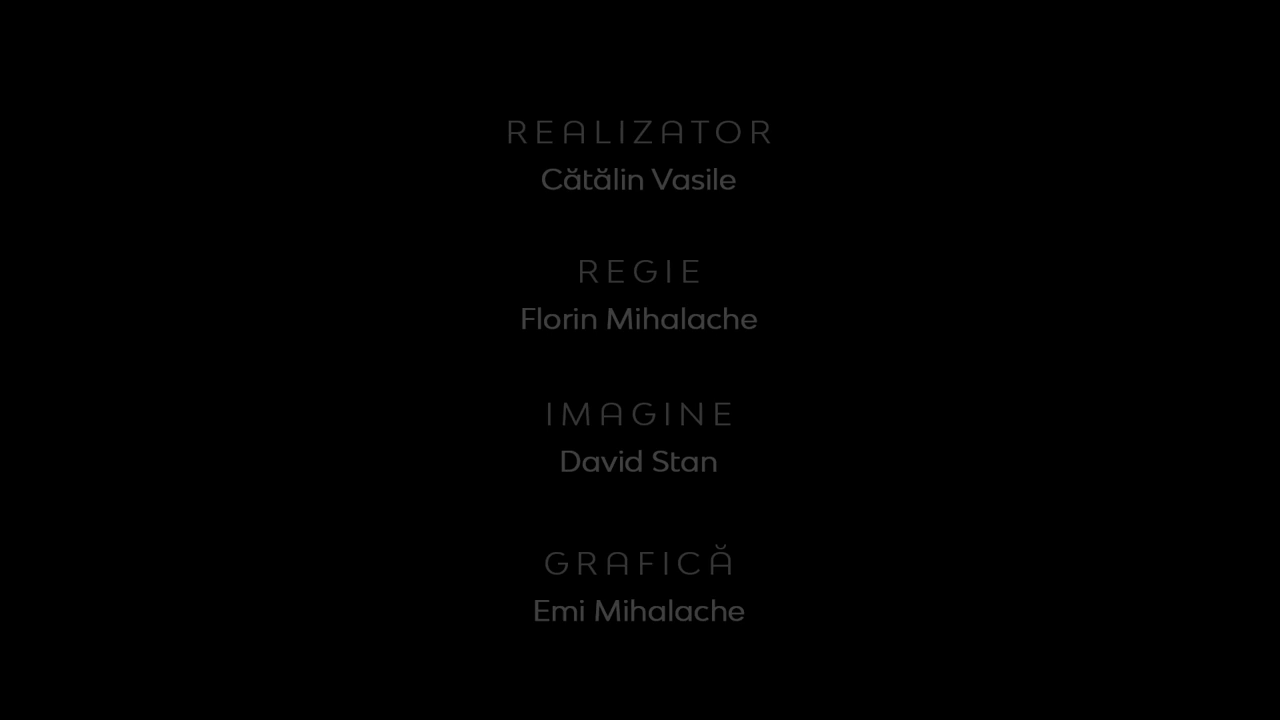 REALIZATOR
Cătălin Vasile
REGIE
Florin Mihalache
IMAGINE
David Stan
GRAFICĂ
Emi Mihalache